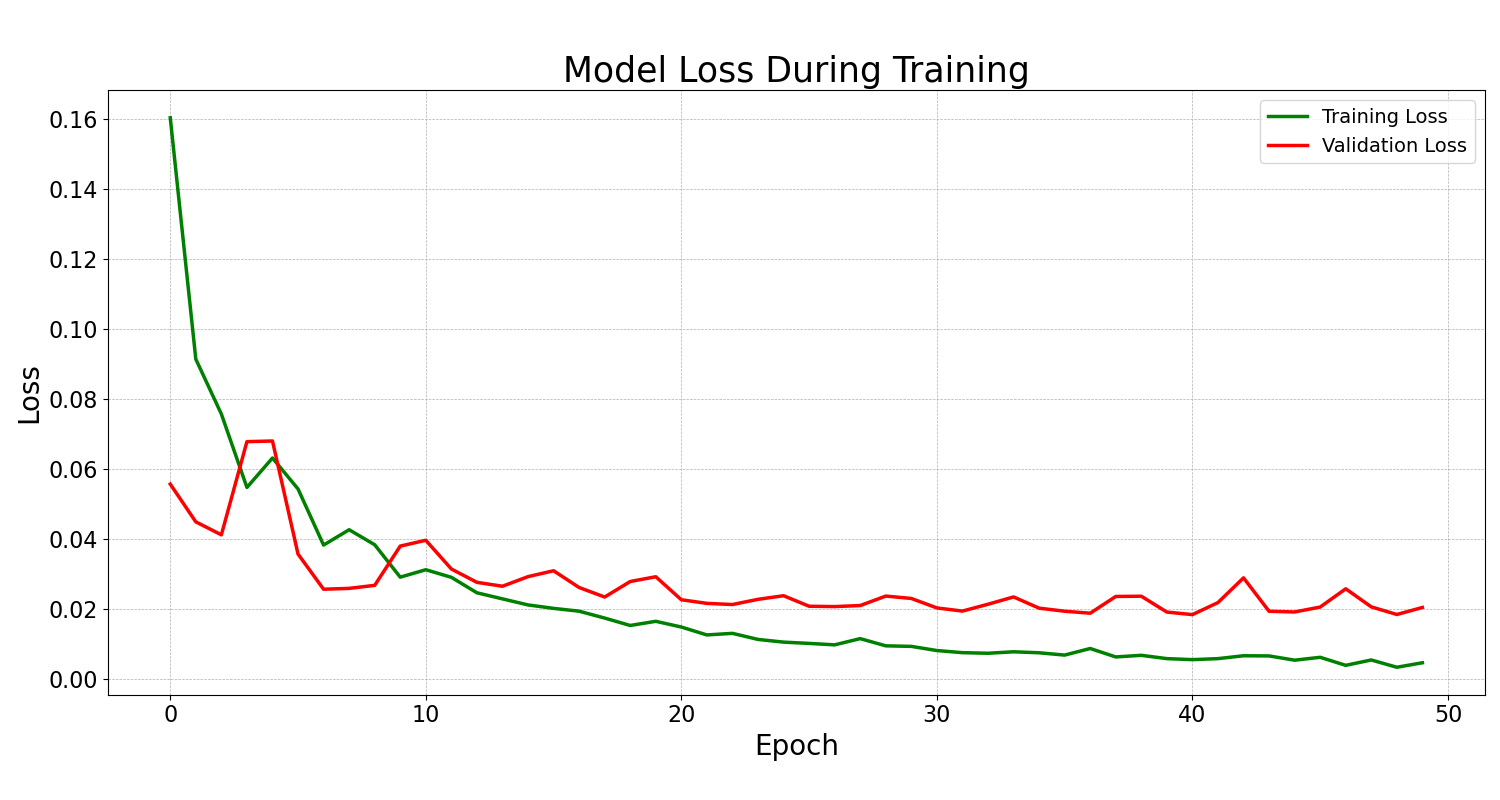 Model Loss During Training
Training Loss
Validation Loss
0.16
0.14
0.12
0.10
0.08
0.06
0.04
0.02
0.00
Loss
0 10 20 30 40 50
Epoch